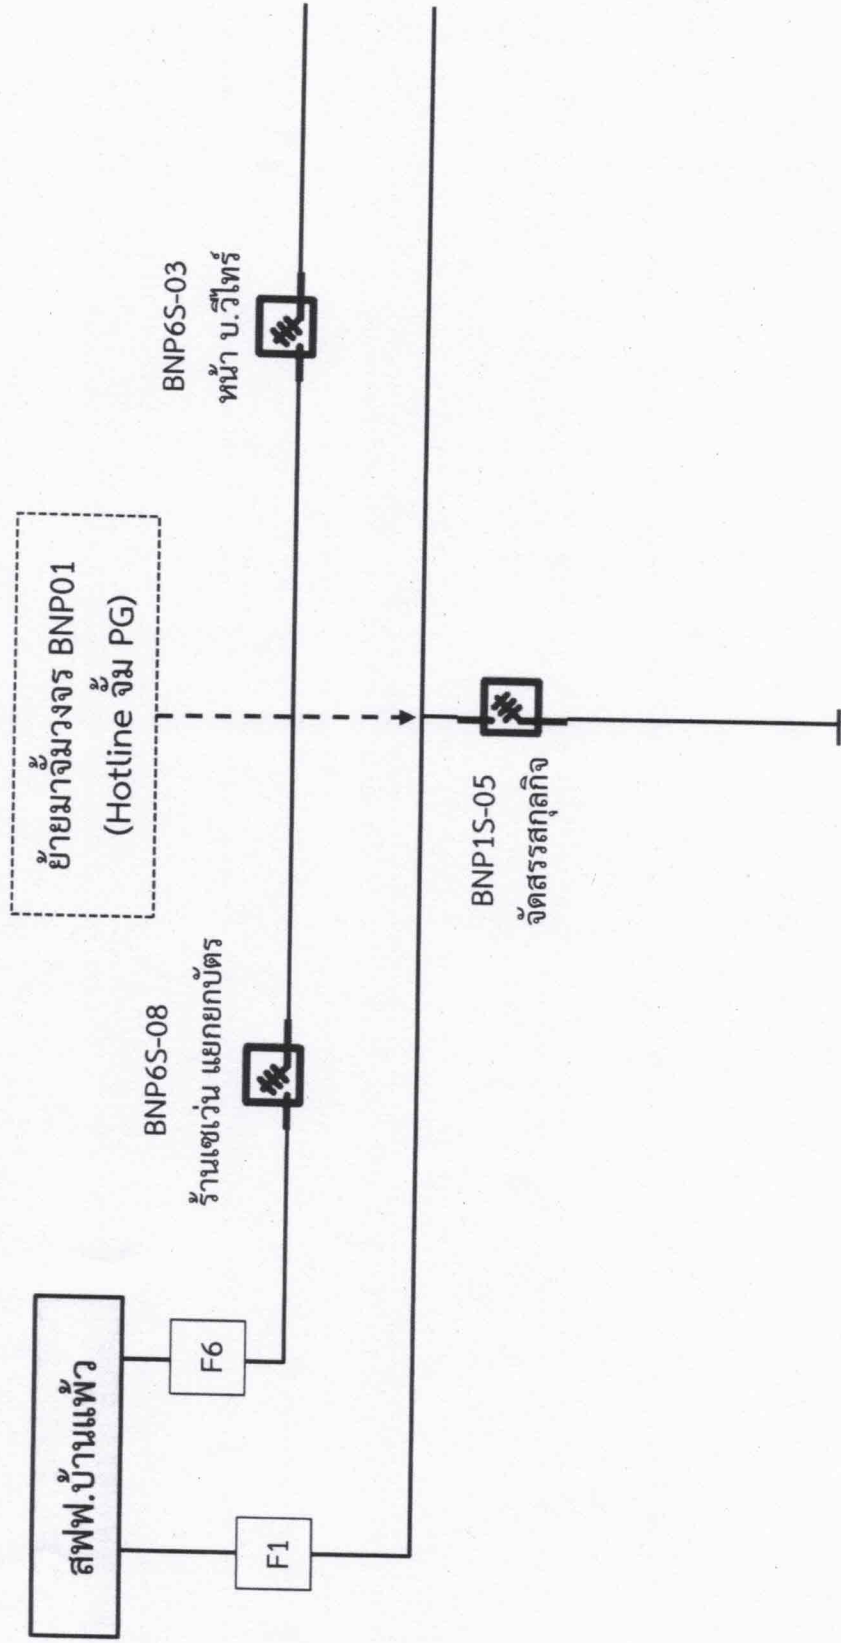 สฟฟ.บ้านแพ้ว
F1
F6
BNP6S-08
ร้านเซเว่น แยกยกบัตร
ย้ายมาจั๊มวงจร BNP01
(Hotline จั๊ม PG)
BNP6S-03
หน้า บ.วีไทร์
BNP1S-05
จัดสรรสกุลกิจ